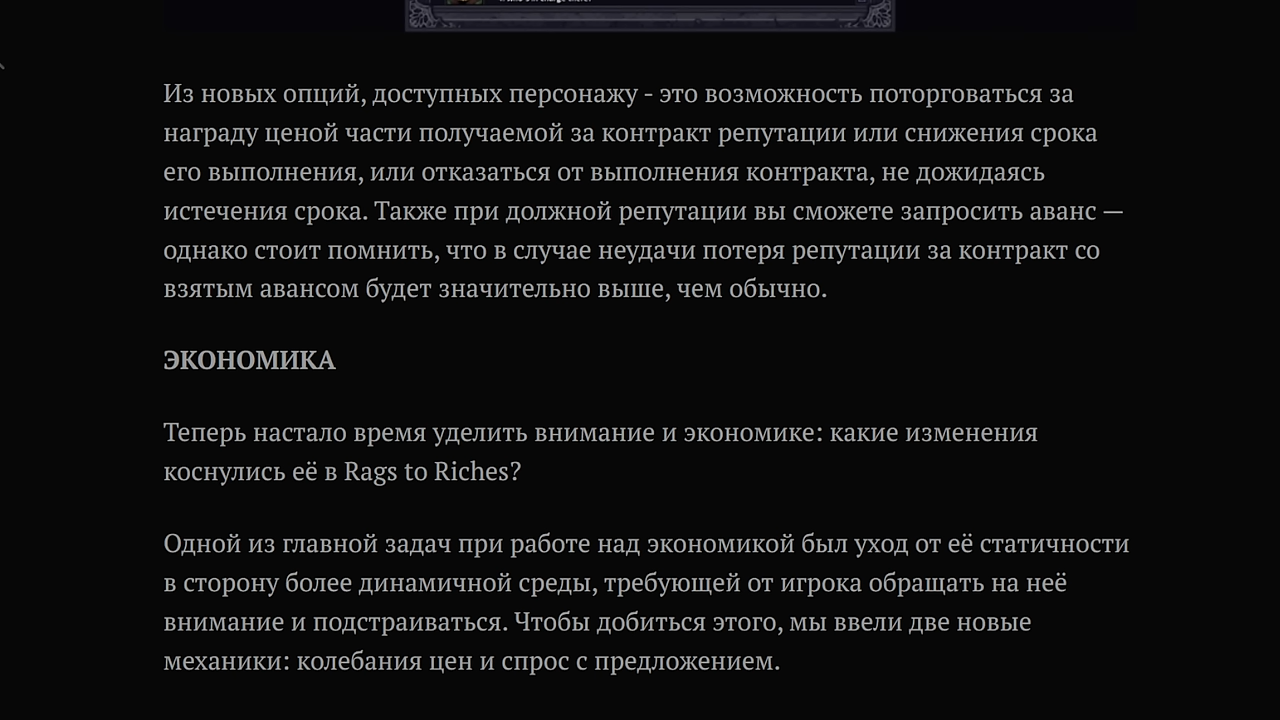 Из новых опций, доступных персонажу - это возможность поторговаться за
награду ценой части получаемой за контракт репутации или снижения срока
его выполнения, или отказаться от выполнения контракта, не дожидаясь
истечения срока. Также при должной репутации вы сможете запросить аванс —
однако стоит помнить, что в случае неудачи потеря репутации за контракт со
взятым авансом будет значительно выше, чем обычно.
ЭКОНОМИКА
Теперь настало время уделить внимание и экономике: какие изменения
коснулись её в Rags to Riches?
Одной из главной задач при работе над экономикой был уход от её статичности
в сторону более динамичной среды, требующей от игрока обращать на неё
внимание и подстраиваться. Чтобы добиться этого, мы ввели две новые
механики: колебания цен и спрос с предложением.